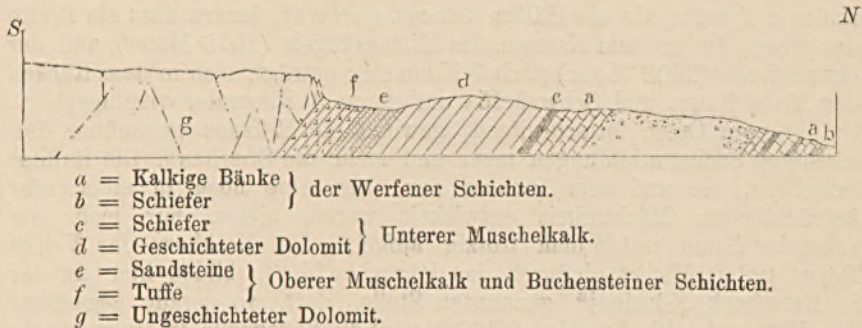 S N
f e d c a
g a b
a = Kalkige Bänke } der Werfener Schichten.
b = Schiefer
c = Schiefer } Unterer Muschelkalk.
d = Geschichteter Dolomit
e = Sandsteine } Oberer Muschelkalk und Buchensteiner Schichten.
f = Tuffe
g = Ungeschichteter Dolomit.